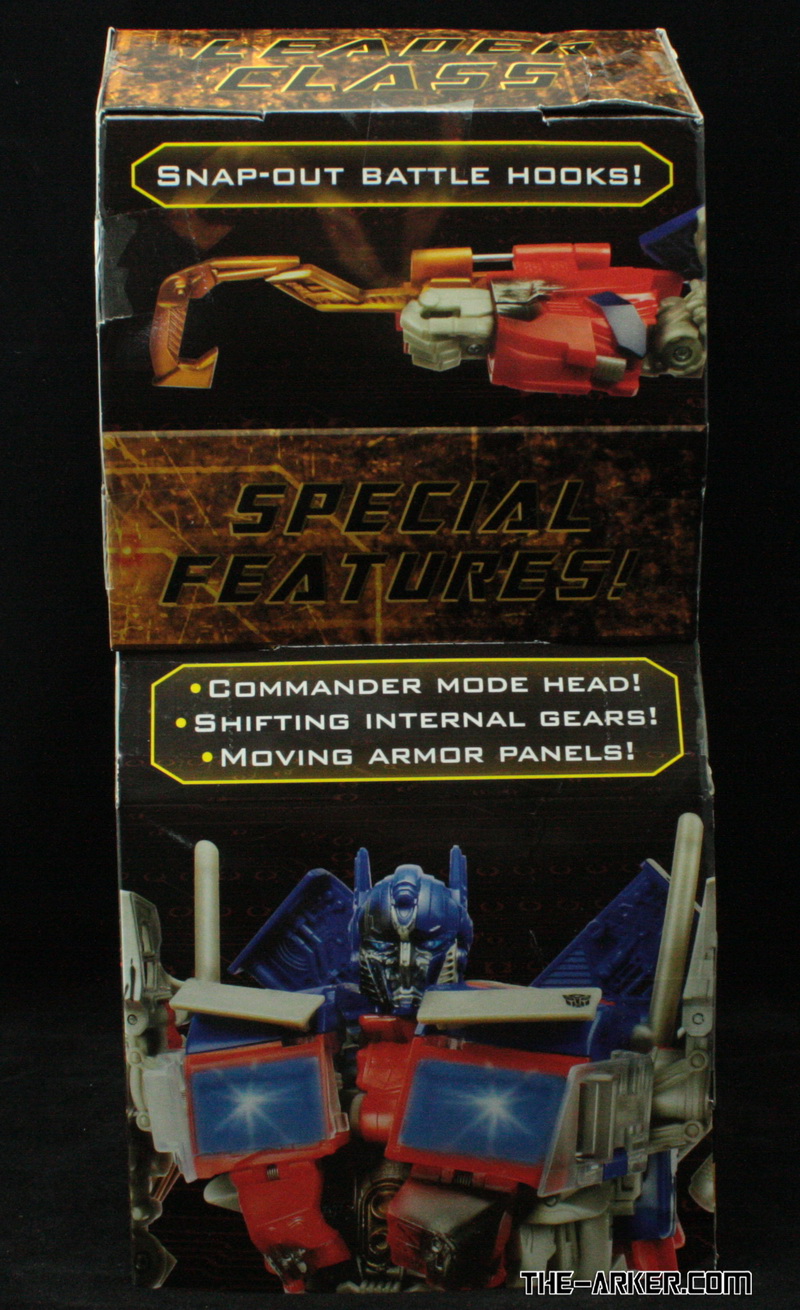 LEADER
CLASS
SNAP-OUT BATTLE HOOKS!
SPECIAL
FEATURES!
•COMMANDER MODE HEAD!
•SHIFTING INTERNAL GEARS!
•MOVING ARMOR PANELS!
THE-ARKER.COM